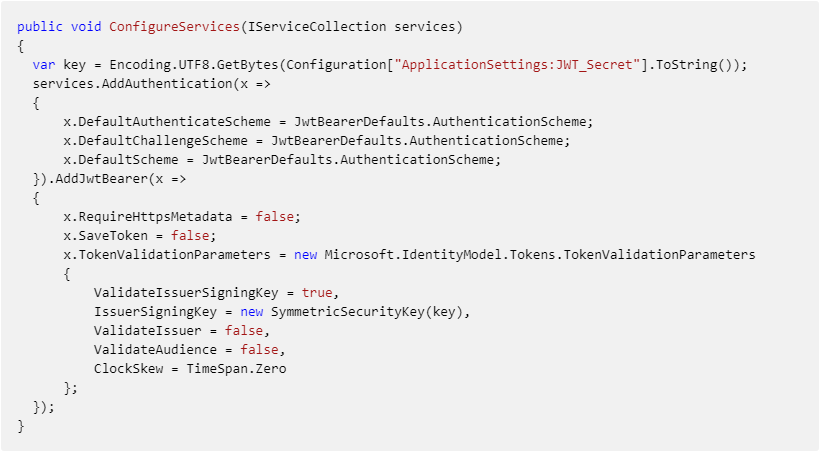 public void ConfigureServices(IServiceCollection services)
{
  var key = Encoding.UTF8.GetBytes(Configuration["ApplicationSettings:JWT_Secret"].ToString());
  services.AddAuthentication(x =>
  {
      x.DefaultAuthenticateScheme = JwtBearerDefaults.AuthenticationScheme;
      x.DefaultChallengeScheme = JwtBearerDefaults.AuthenticationScheme;
      x.DefaultScheme = JwtBearerDefaults.AuthenticationScheme;
  }).AddJwtBearer(x =>
  {
      x.RequireHttpsMetadata = false;
      x.SaveToken = false;
      x.TokenValidationParameters = new Microsoft.IdentityModel.Tokens.TokenValidationParameters
      {
          ValidateIssuerSigningKey = true,
          IssuerSigningKey = new SymmetricSecurityKey(key),
          ValidateIssuer = false,
          ValidateAudience = false,
          ClockSkew = TimeSpan.Zero
      };
  });
}